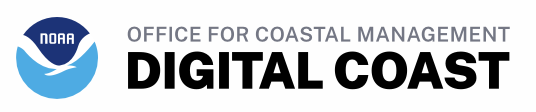 NOAA
OFFICE FOR COASTAL MANAGEMENT
DIGITAL COAST